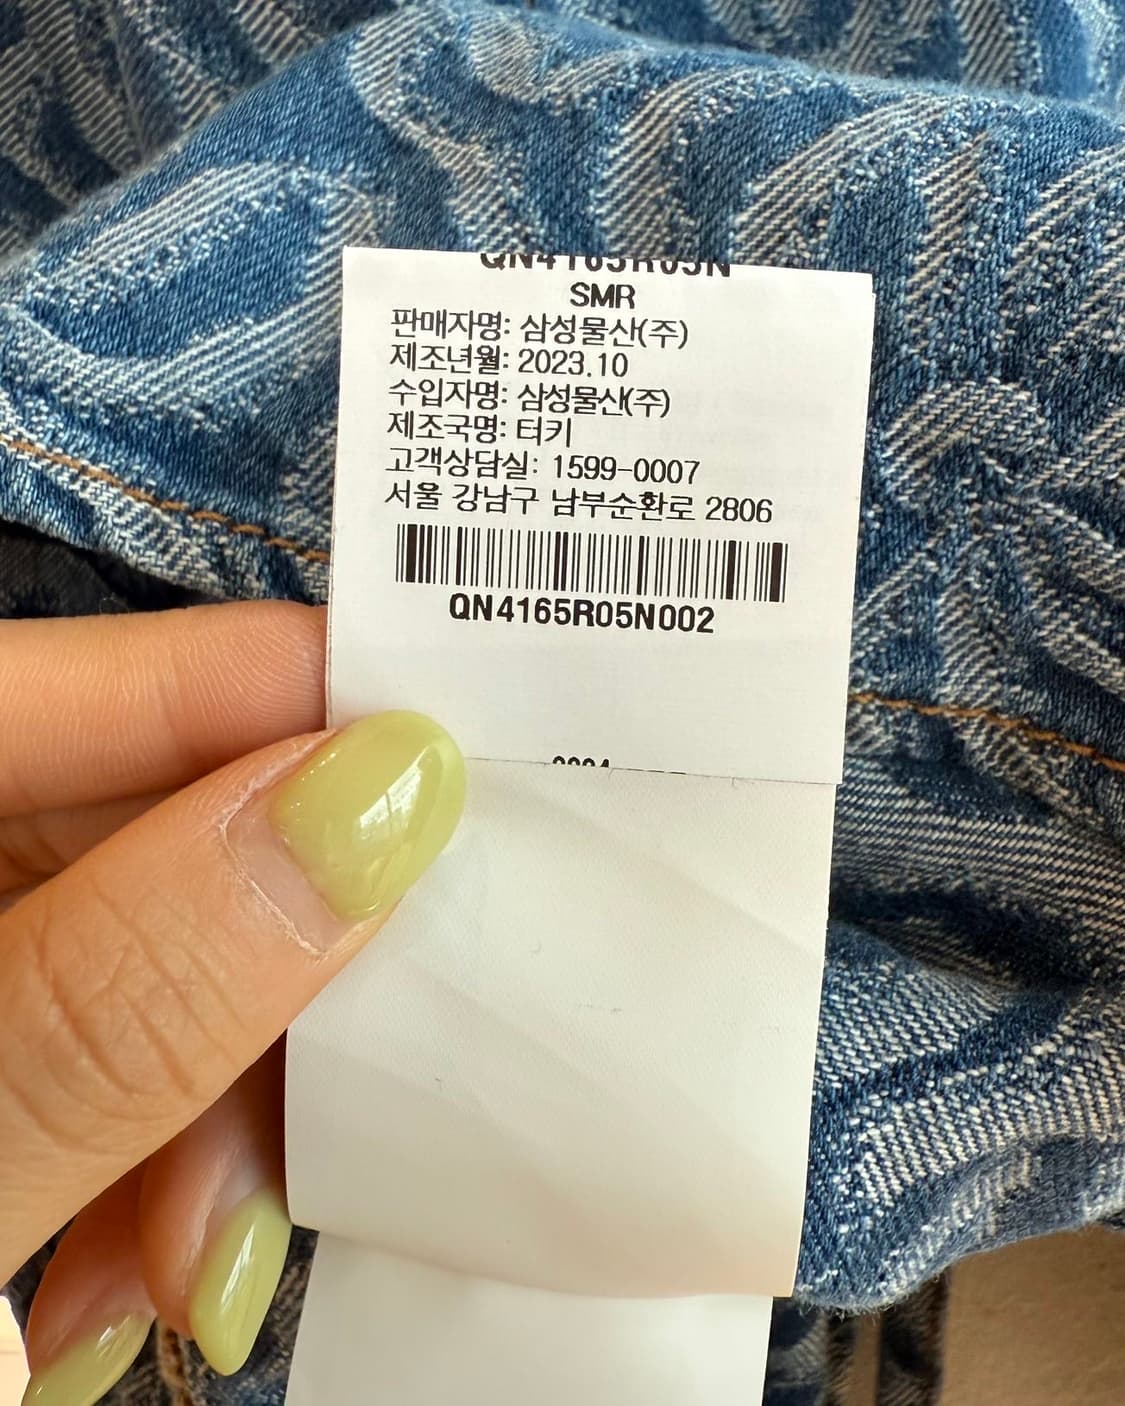 QN4165R05N
SMR
판매자명: 삼성물산(주)
제조년월: 2023.10
수입자명: 삼성물산(주)
제조국명: 터키
고객상담실: 1599-0007
서울 강남구 남부순환로 2806
QN4165R05N002